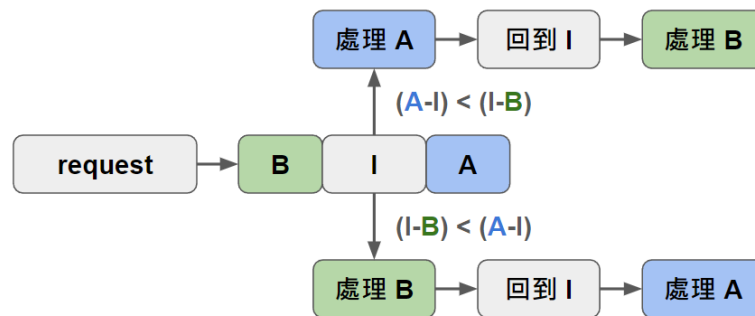 處理 A
回到 I
處理 B
(A-I) < (I-B)
request
B
I
A
(I-B) < (A-I)
處理 B
回到 I
處理 A